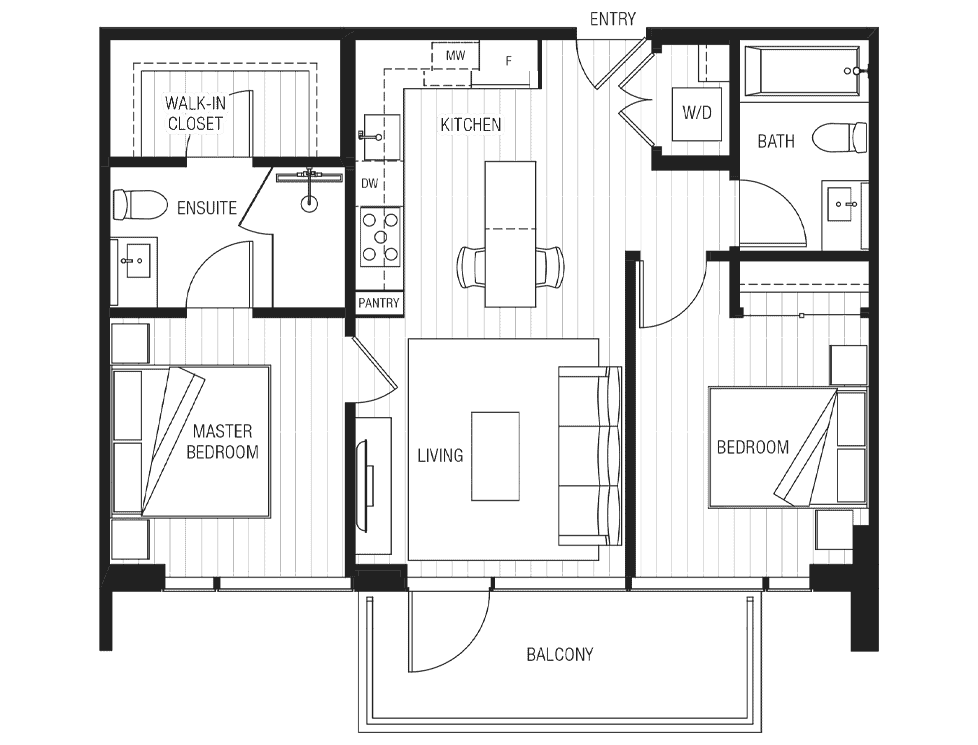 ENTRY
MW
F
WALK-IN
CLOSET
KITCHEN
W/D
BATH
DW
ENSUITE
PANTRY
MASTER
BEDROOM
LIVING
BEDROOM
BALCONY